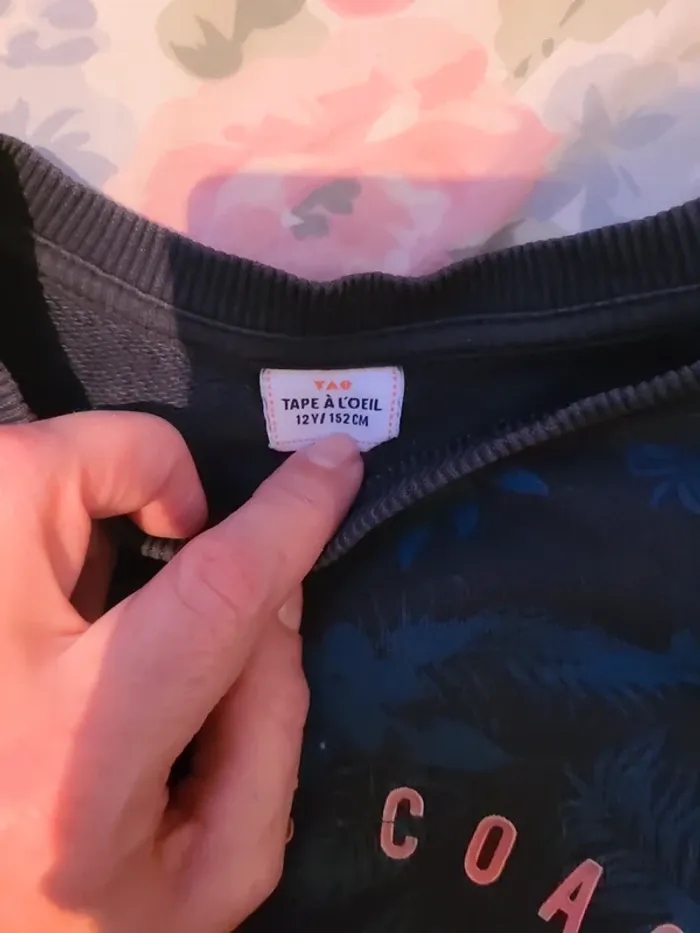 TAO
TAPE À L'OEIL
12Y/ 152CM
COA